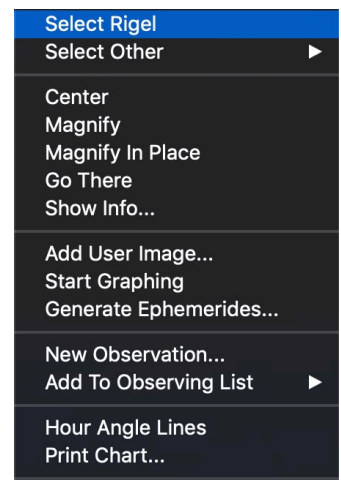 Select Rigel
Select Other
Center
Magnify
Magnify In Place
Go There
Show Info...
Add User Image...
Start Graphing
Generate Ephemerides...
New Observation...
Add To Observing List
Hour Angle Lines
Print Chart...